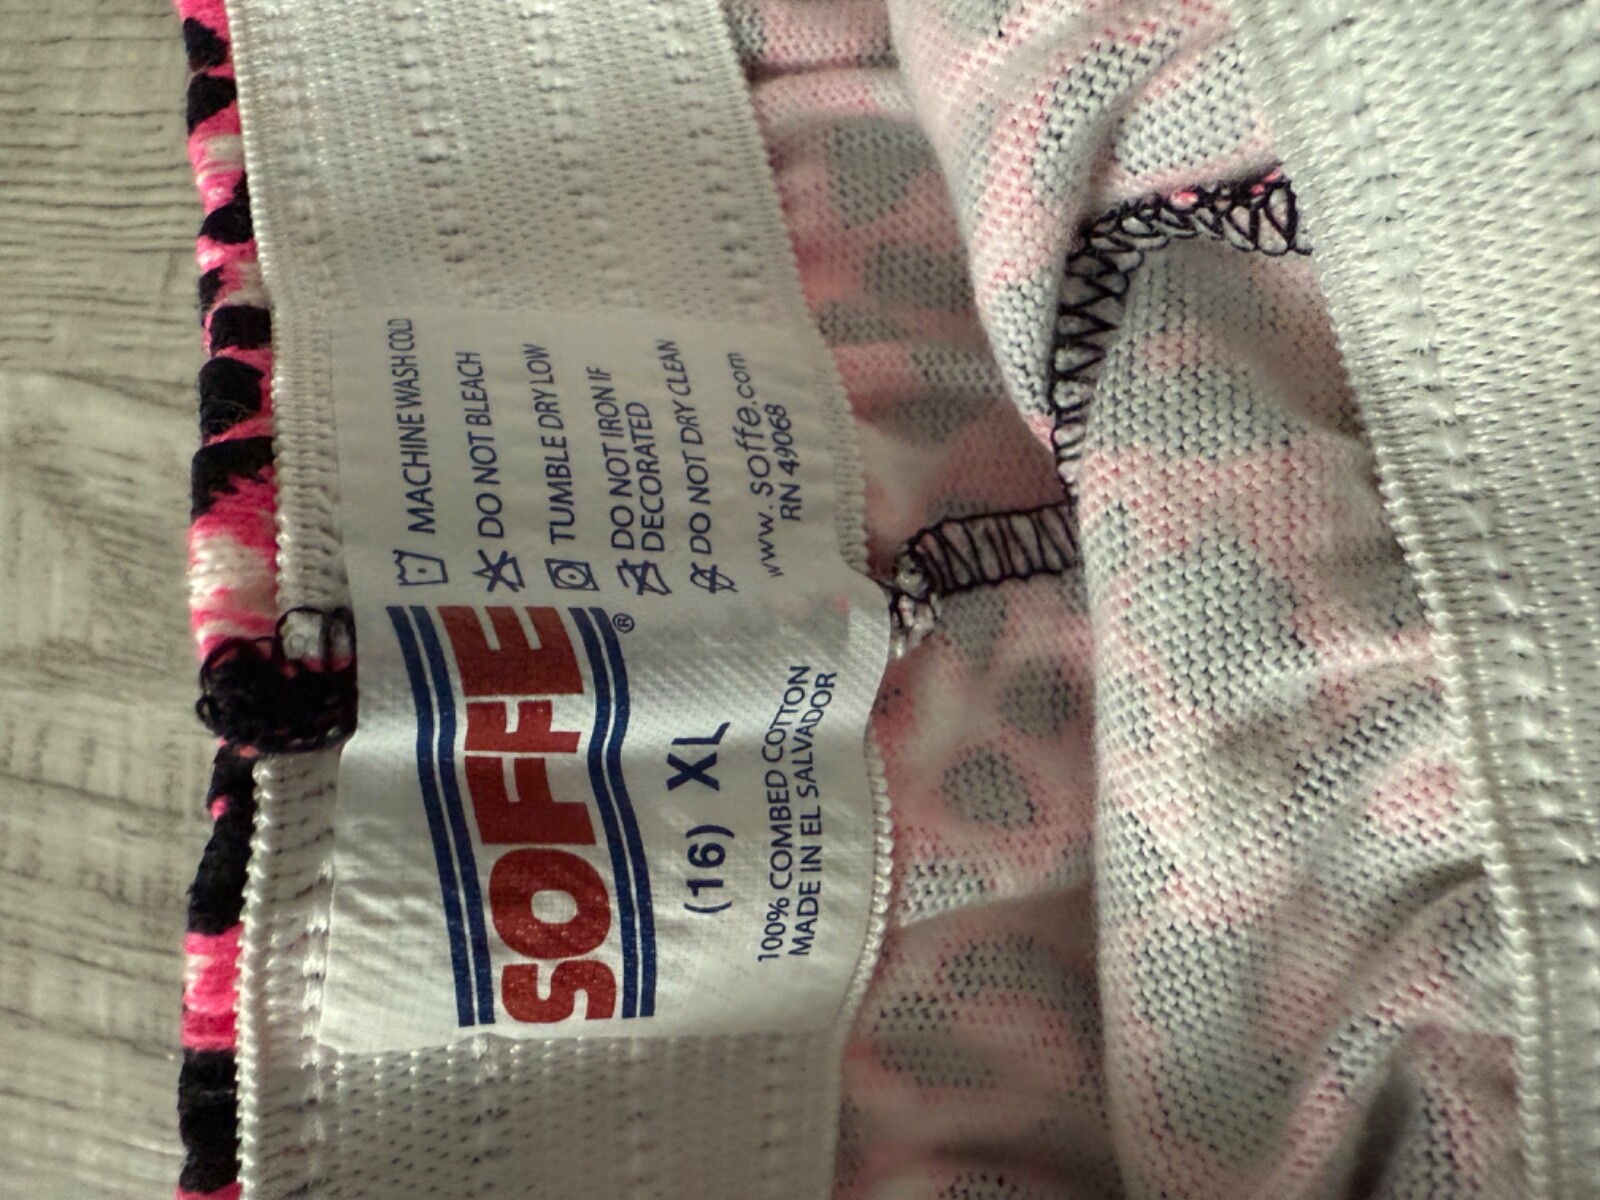 SOFFE®
(16) XL
100% COMBED COTTON
MADE IN EL SALVADOR
MACHINE WASH COLD
DO NOT BLEACH
TUMBLE DRY LOW
DO NOT IRON IF
DECORATED
DO NOT DRY CLEAN
www.soffe.com
RN 49068